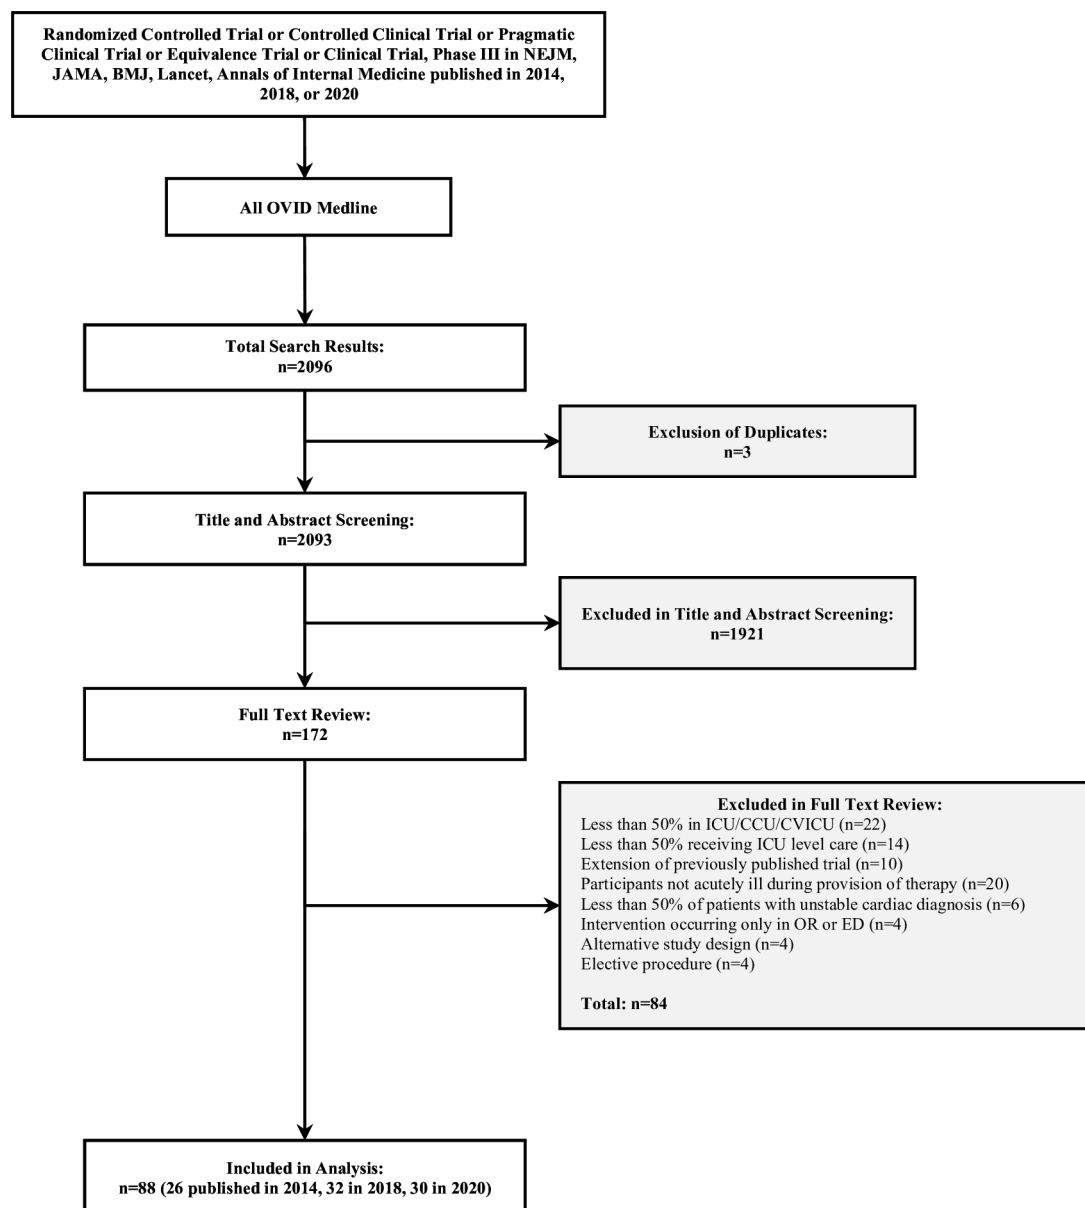 Randomized Controlled Trial or Controlled Clinical Trial or Pragmatic
Clinical Trial or Equivalence Trial or Clinical Trial, Phase III in NEJM,
JAMA, BMJ, Lancet, Annals of Internal Medicine published in 2014,
2018, or 2020
All OVID Medline
Total Search Results:
n=2096
Exclusion of Duplicates:
n=3
Title and Abstract Screening:
n=2093
Excluded in Title and Abstract Screening:
n=1921
Full Text Review:
n=172
Excluded in Full Text Review:
Less than 50% in ICU/CCU/CVICU (n=22)
Less than 50% receiving ICU level care (n=14)
Extension of previously published trial (n=10)
Participants not acutely ill during provision of therapy (n=20)
Less than 50% of patients with unstable cardiac diagnosis (n=6)
Intervention occurring only in OR or ED (n=4)
Alternative study design (n=4)
Elective procedure (n=4)
Total: n=84
Included in Analysis:
n=88 (26 published in 2014, 32 in 2018, 30 in 2020)